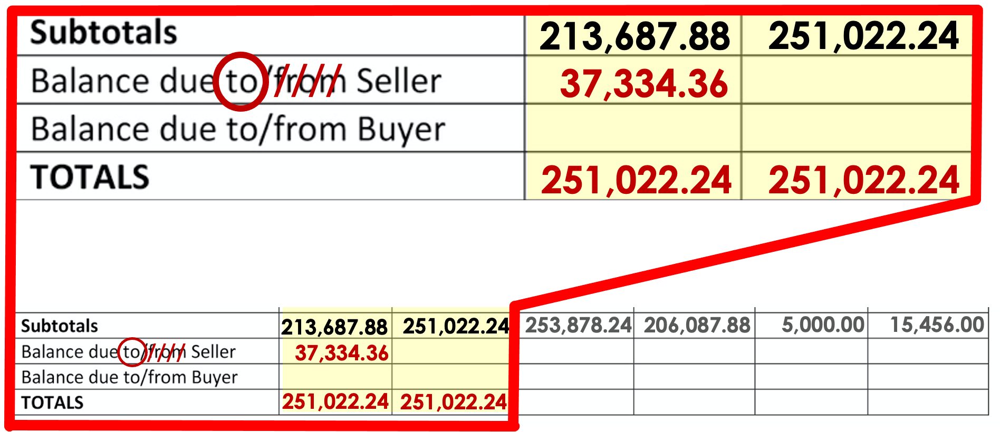 Subtotals 213,687.88 251,022.24
Balance due to/from Seller 37,334.36
Balance due to/from Buyer
TOTALS 251,022.24 251,022.24
Subtotals 213,687.88 251,022.24 253,878.24 206,087.88 5,000.00 15,456.00
Balance due to/from Seller 37,334.36
Balance due to/from Buyer
TOTALS 251,022.24 251,022.24